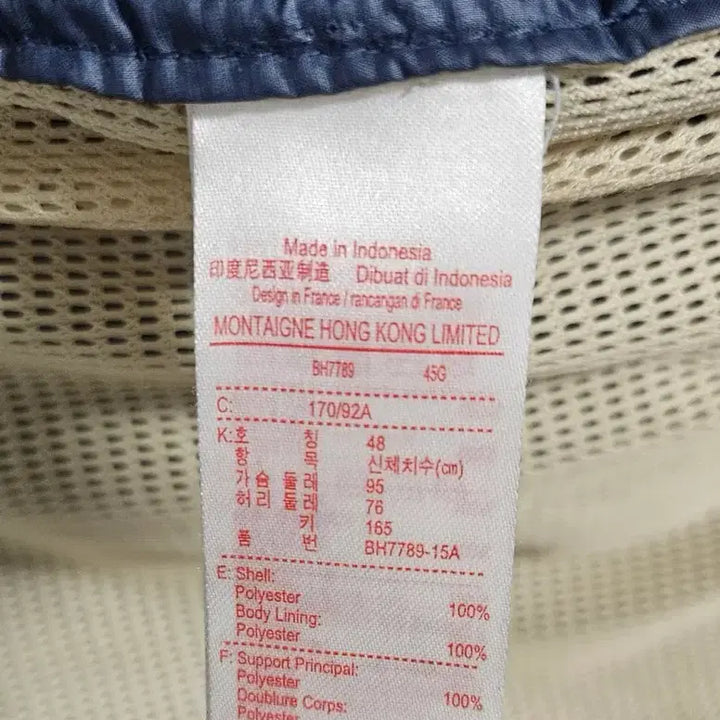 Made in Indonesia
印度尼西亚制造 Dibuat di Indonesia
Design in France / rancangan di France
MONTAIGNE HONG KONG LIMITED
BH7789 45G
C: 170/92A
K: 호 칭 48
항 목 신체치수(cm)
가슴 둘레 95
허리 둘레 76
키 165
품 번 BH7789-15A
E: Shell:
Polyester 100%
Body Lining:
Polyester 100%
F: Support Principal:
Polyester 100%
Doublure Corps:
Polyester